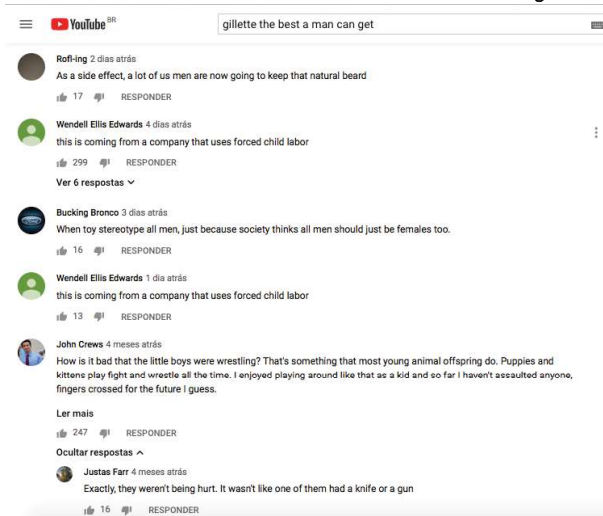 YouTube BR
gillette the best a man can get
Rofl-ing 2 dias atrás
As a side effect, a lot of us men are now going to keep that natural beard
17 RESPONDER
Wendell Ellis Edwards 4 dias atrás
this is coming from a company that uses forced child labor
299 RESPONDER
Ver 6 respostas
Bucking Bronco 3 dias atrás
When toy stereotype all men, just because society thinks all men should just be females too.
16 RESPONDER
Wendell Ellis Edwards 1 dia atrás
this is coming from a company that uses forced child labor
13 RESPONDER
John Crews 4 meses atrás
How is it bad that the little boys were wrestling? That's something that most young animal offspring do. Puppies and
kittens play fight and wrestle all the time. I enjoyed playing around like that as a kid and so far I haven't assaulted anyone,
fingers crossed for the future I guess.
Ler mais
247 RESPONDER
Ocultar respostas
Justas Farr 4 meses atrás
Exactly, they weren't being hurt. It wasn't like one of them had a knife or a gun
16 RESPONDER